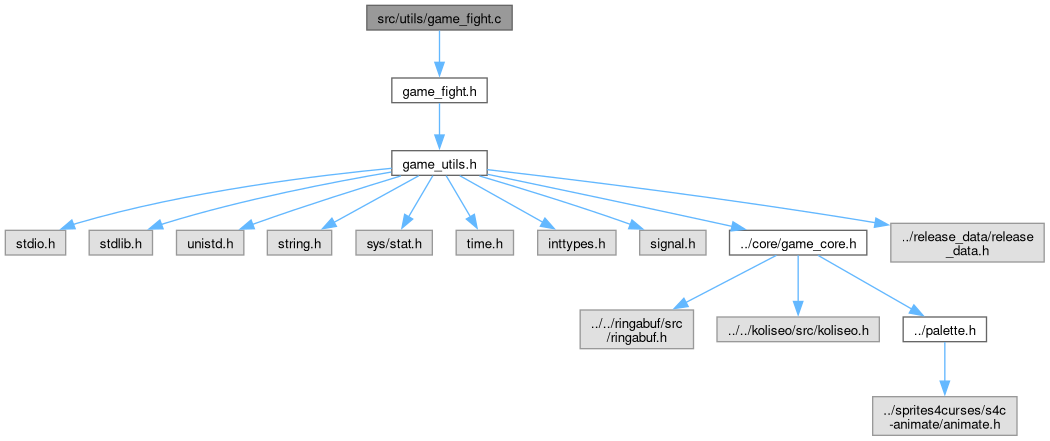 src/utils/game_fight.c
game_fight.h
game_utils.h
stdio.h
stdlib.h
unistd.h
string.h
sys/stat.h
time.h
inttypes.h
signal.h
../core/game_core.h
../release_data/release
_data.h
../../ringabuf/src
/ringabuf.h
../../koliseo/src/koliseo.h
../palette.h
../sprites4curses/s4c
-animate/animate.h